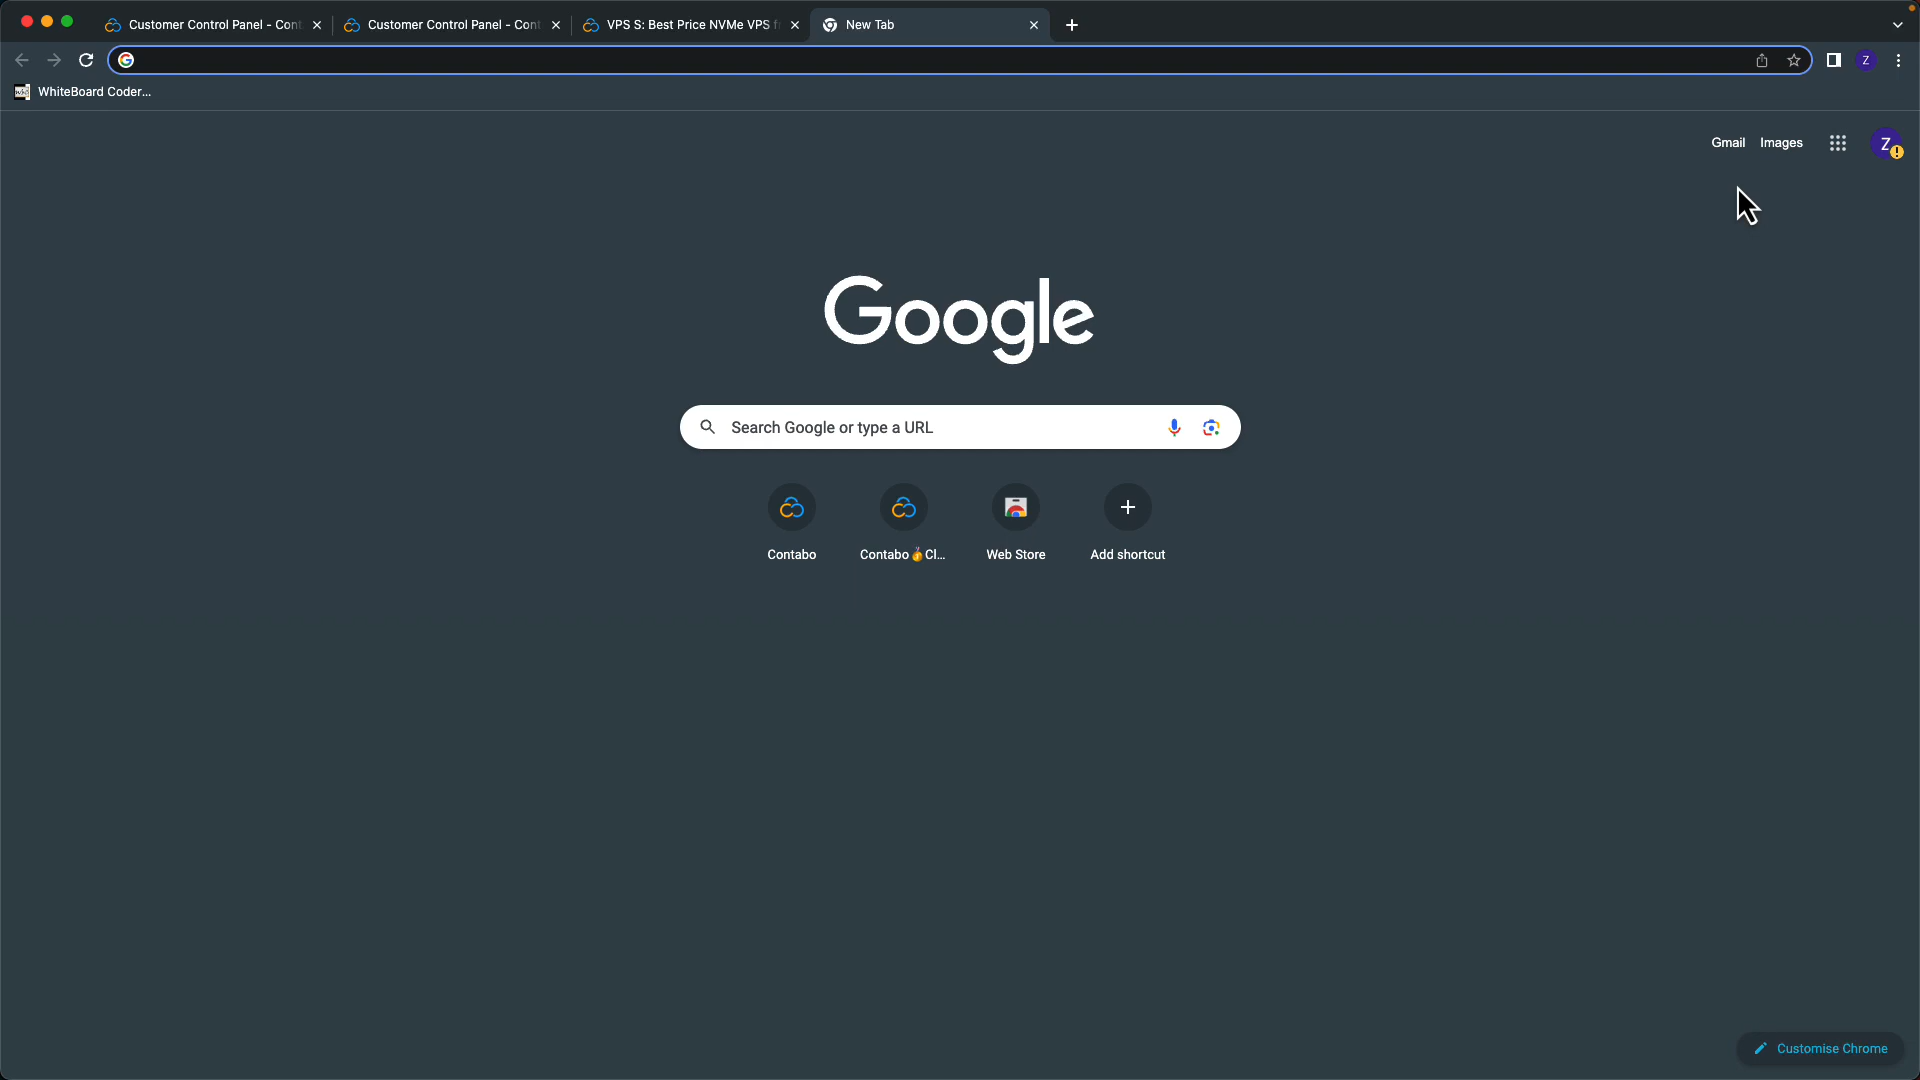 Customer Control Panel - Cont
Customer Control Panel - Cont
VPS S: Best Price NVMe VPS f
New Tab
Z
WhiteBoard Coder...
Gmail
Images
Z
Google
Search Google or type a URL
Contabo
Contabo💰Cl...
Web Store
Add shortcut
Customise Chrome